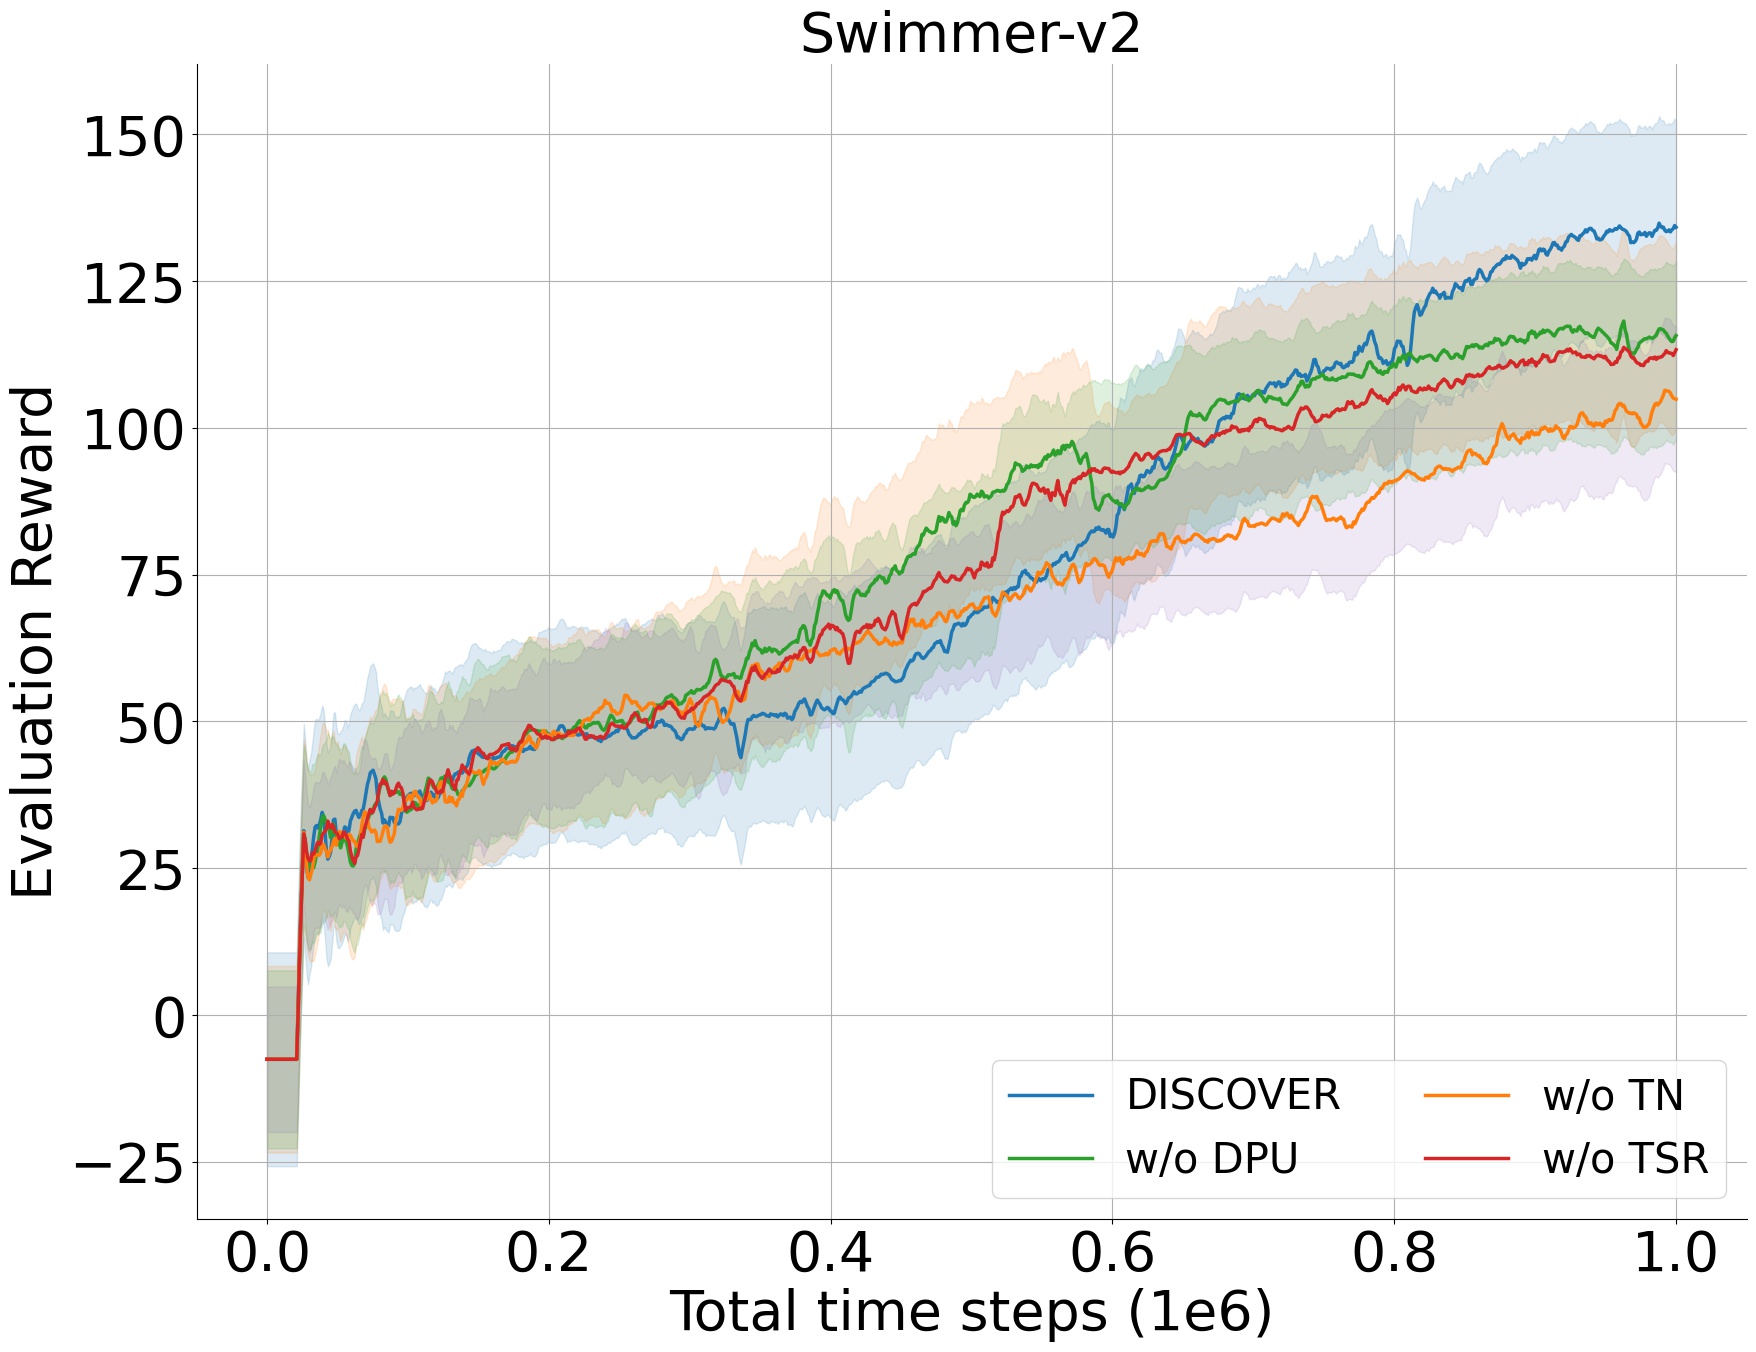 Swimmer-v2
Evaluation Reward
150
125
100
75
50
25
0
−25
0.0 0.2 0.4 0.6 0.8 1.0
Total time steps (1e6)
DISCOVER w/o TN
w/o DPU w/o TSR